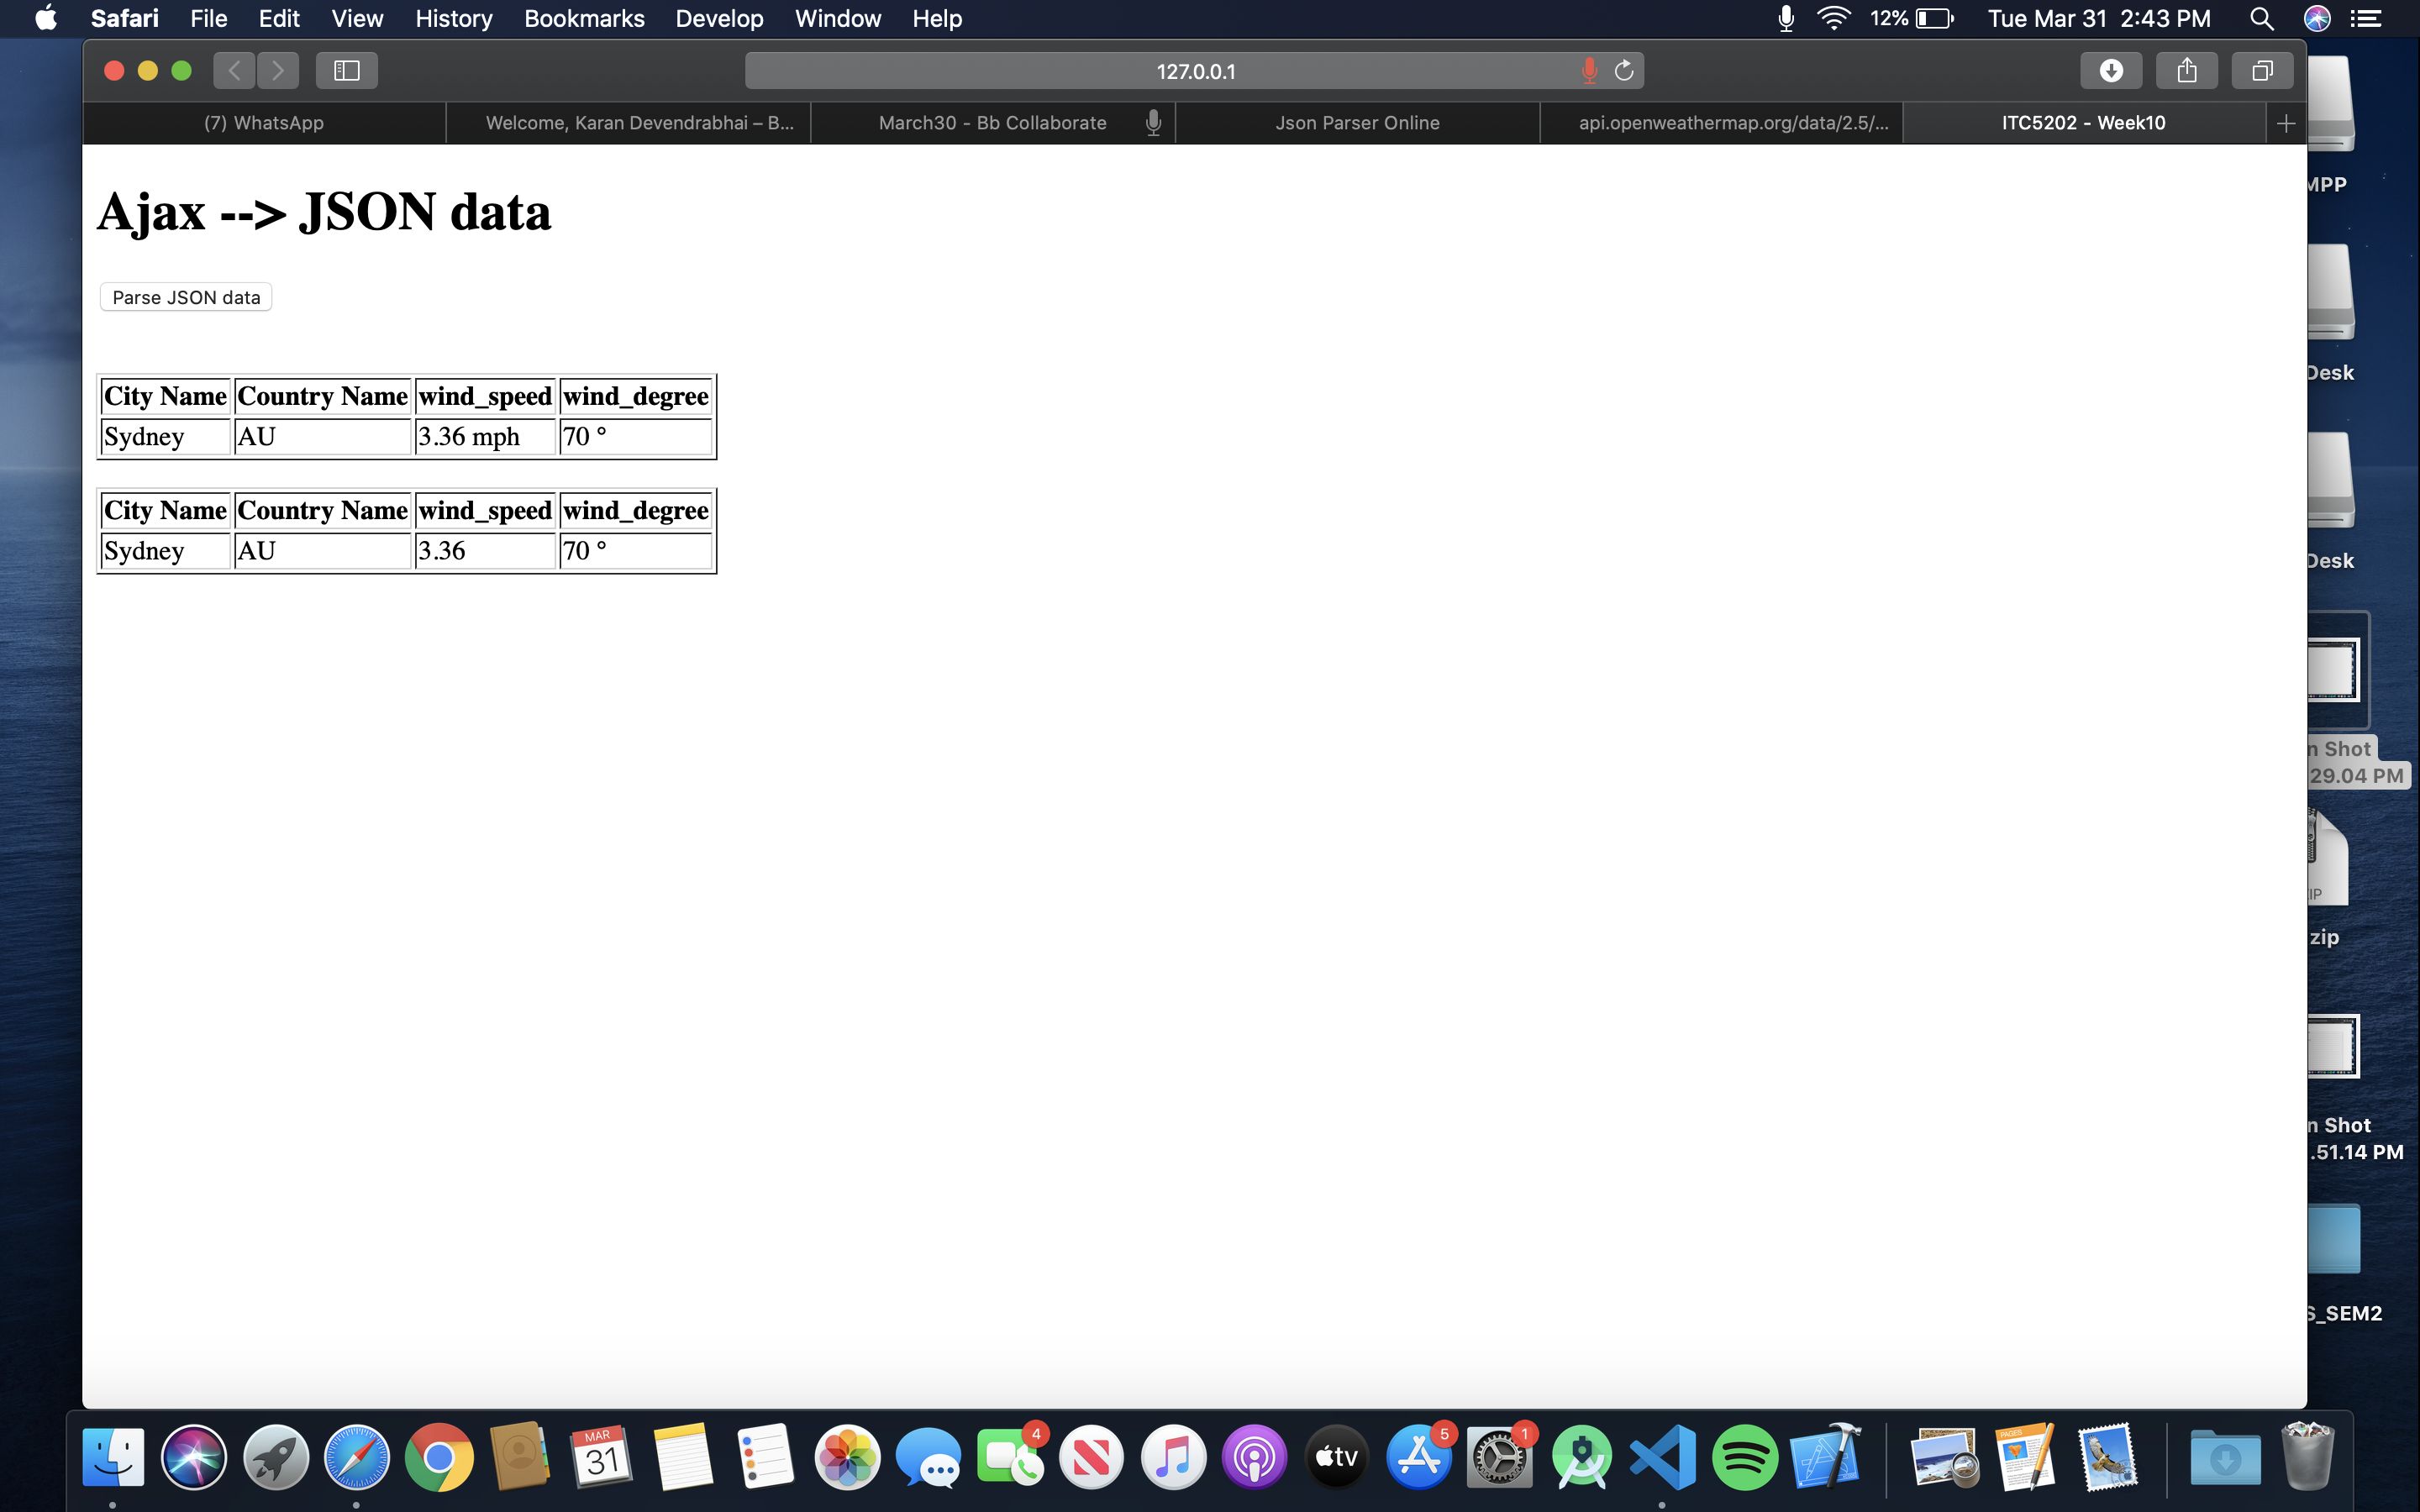 Safari File Edit View History Bookmarks Develop Window Help 12% Tue Mar 31 2:43 PM
127.0.0.1
(7) WhatsApp Welcome, Karan Devendrabhai – B... March30 - Bb Collaborate Json Parser Online api.openweathermap.org/data/2.5/... ITC5202 - Week10
Ajax --> JSON data
Parse JSON data
City Name Country Name wind_speed wind_degree
Sydney AU 3.36 mph 70 °
City Name Country Name wind_speed wind_degree
Sydney AU 3.36 70 °
MPP
Desk
Desk
n Shot
29.04 PM
IP
zip
n Shot
.51.14 PM
S_SEM2
MAR
31
4
tv
5
1
PAGES